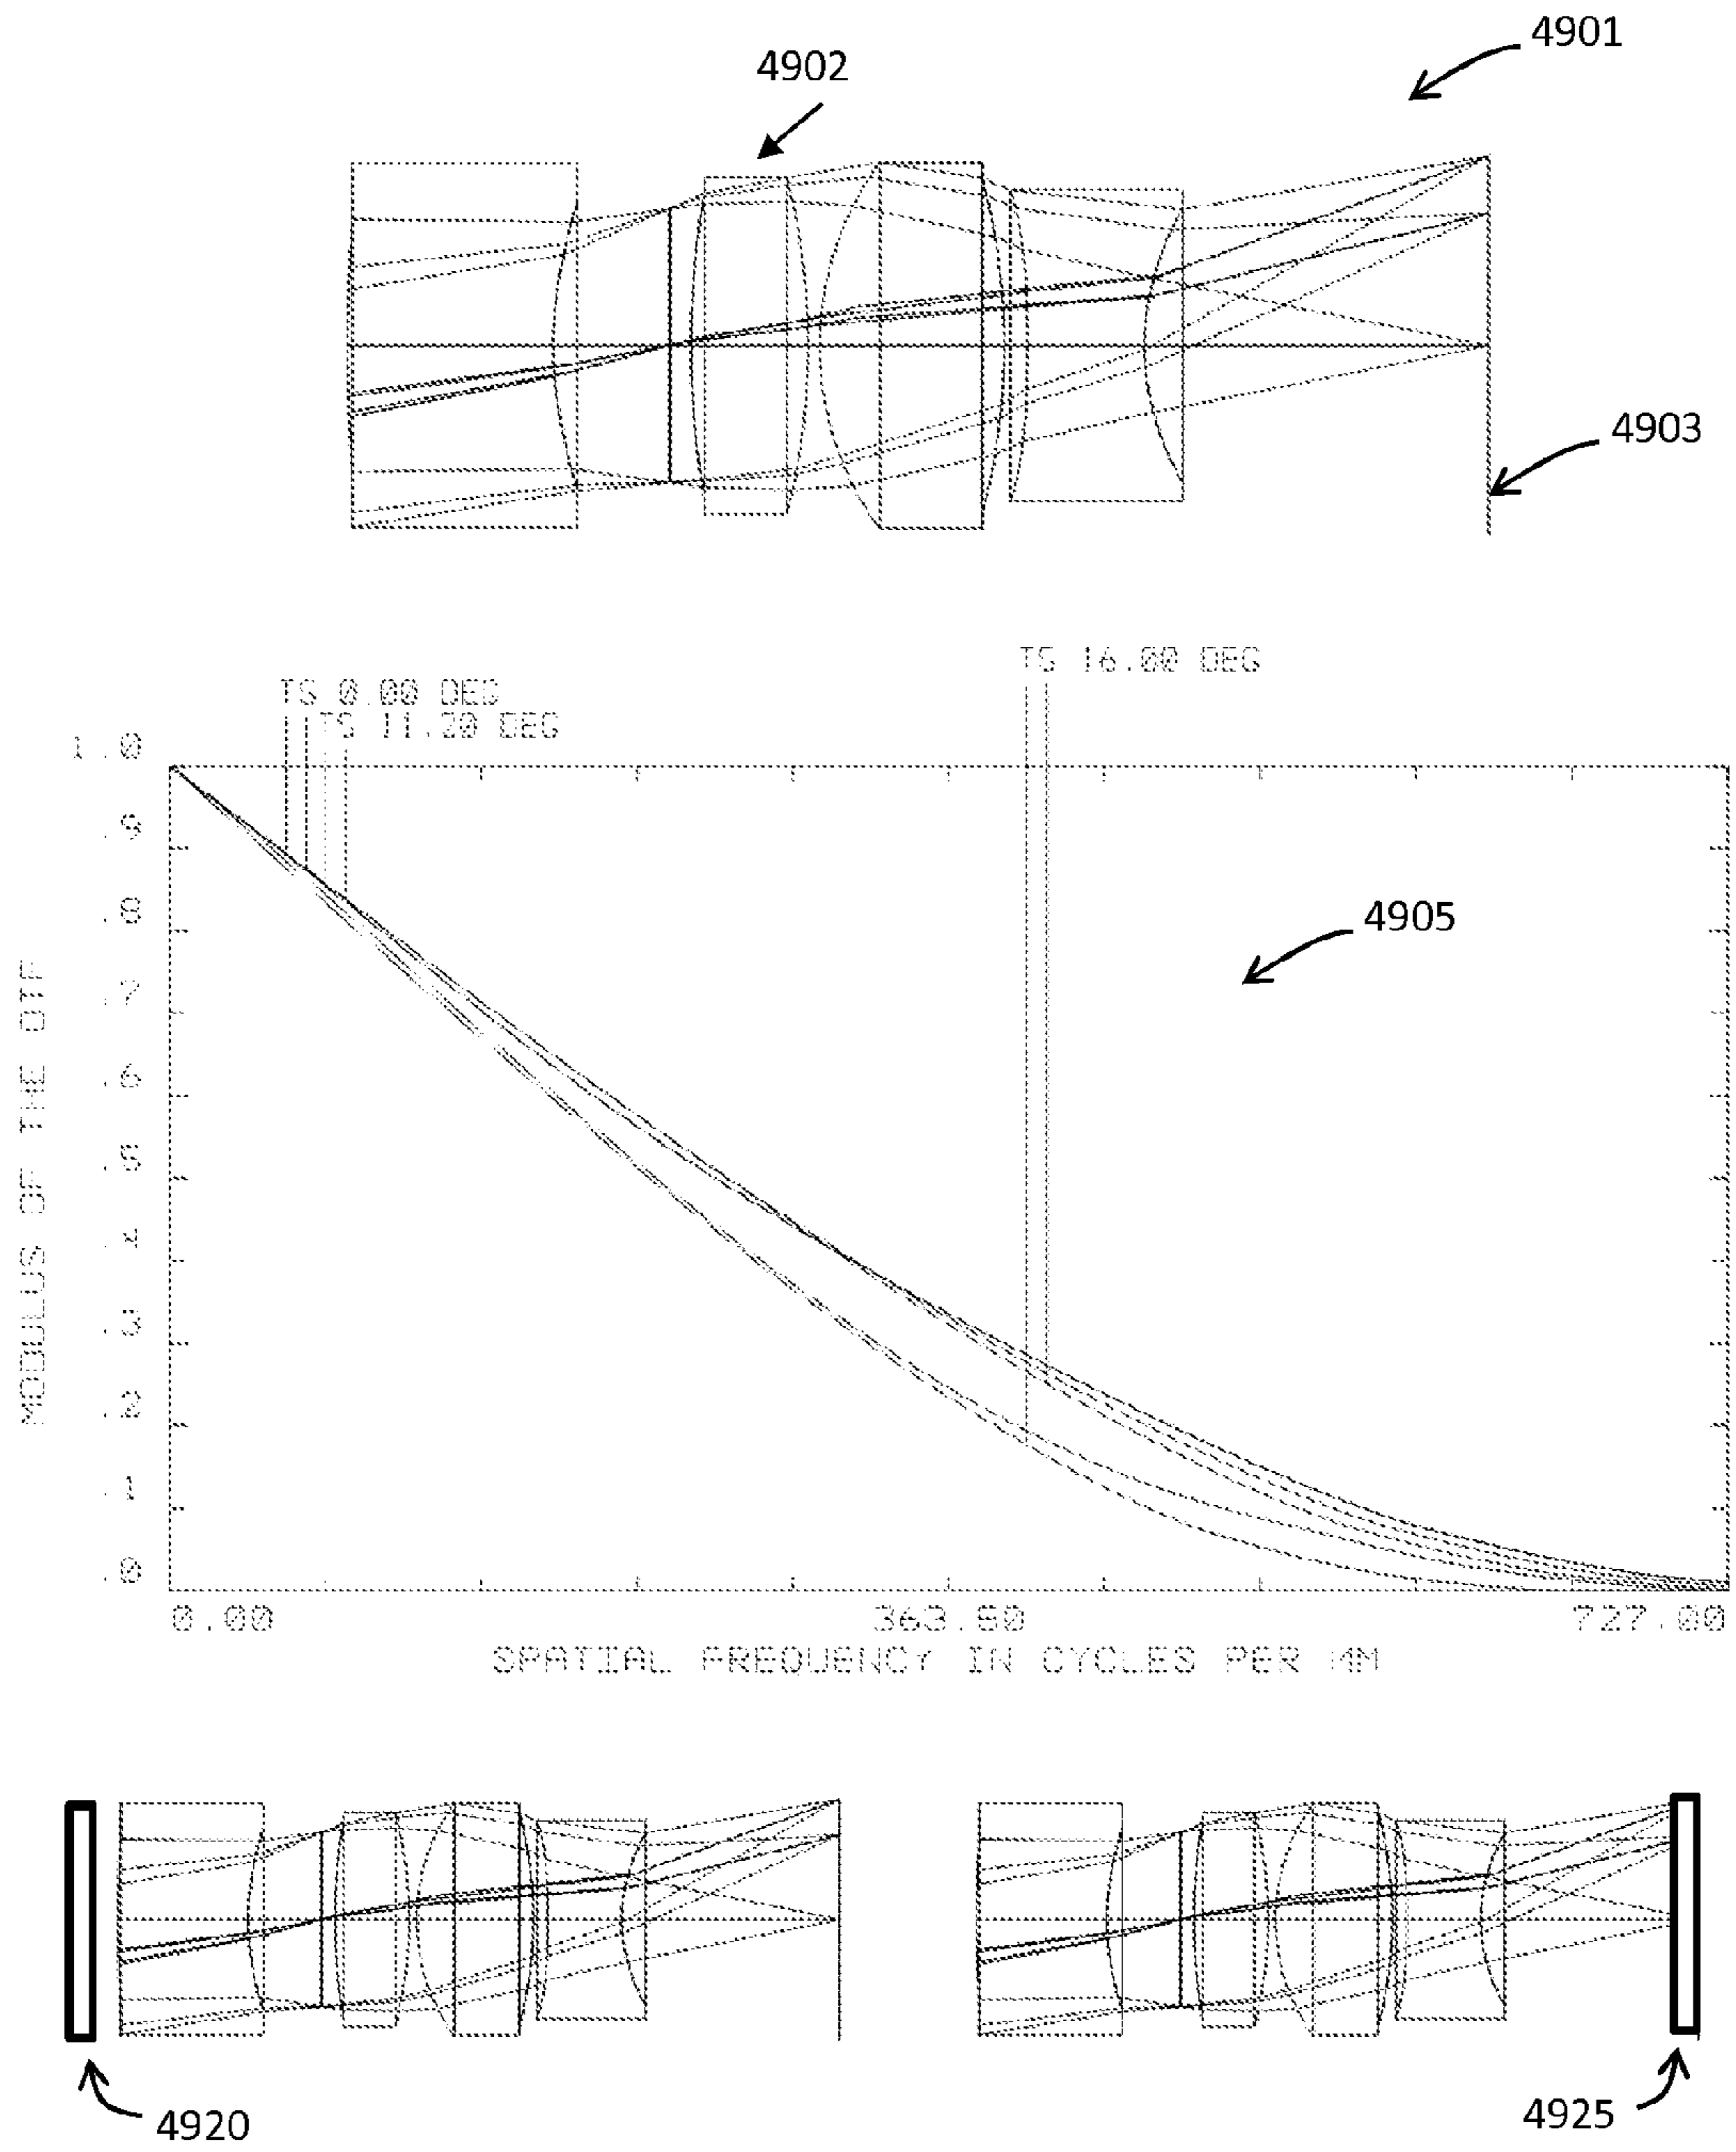 4901
4902
4903
TS 16.00 DEG
TS 0.00 DEG
TS 11.20 DEG
1.0
.9
.8
4905
.7
.6
.5
.4
.3
.2
.1
.0
MODULUS OF THE OTF
0.00 363.50 727.00
SPATIAL FREQUENCY IN CYCLES PER MM
4920
4925